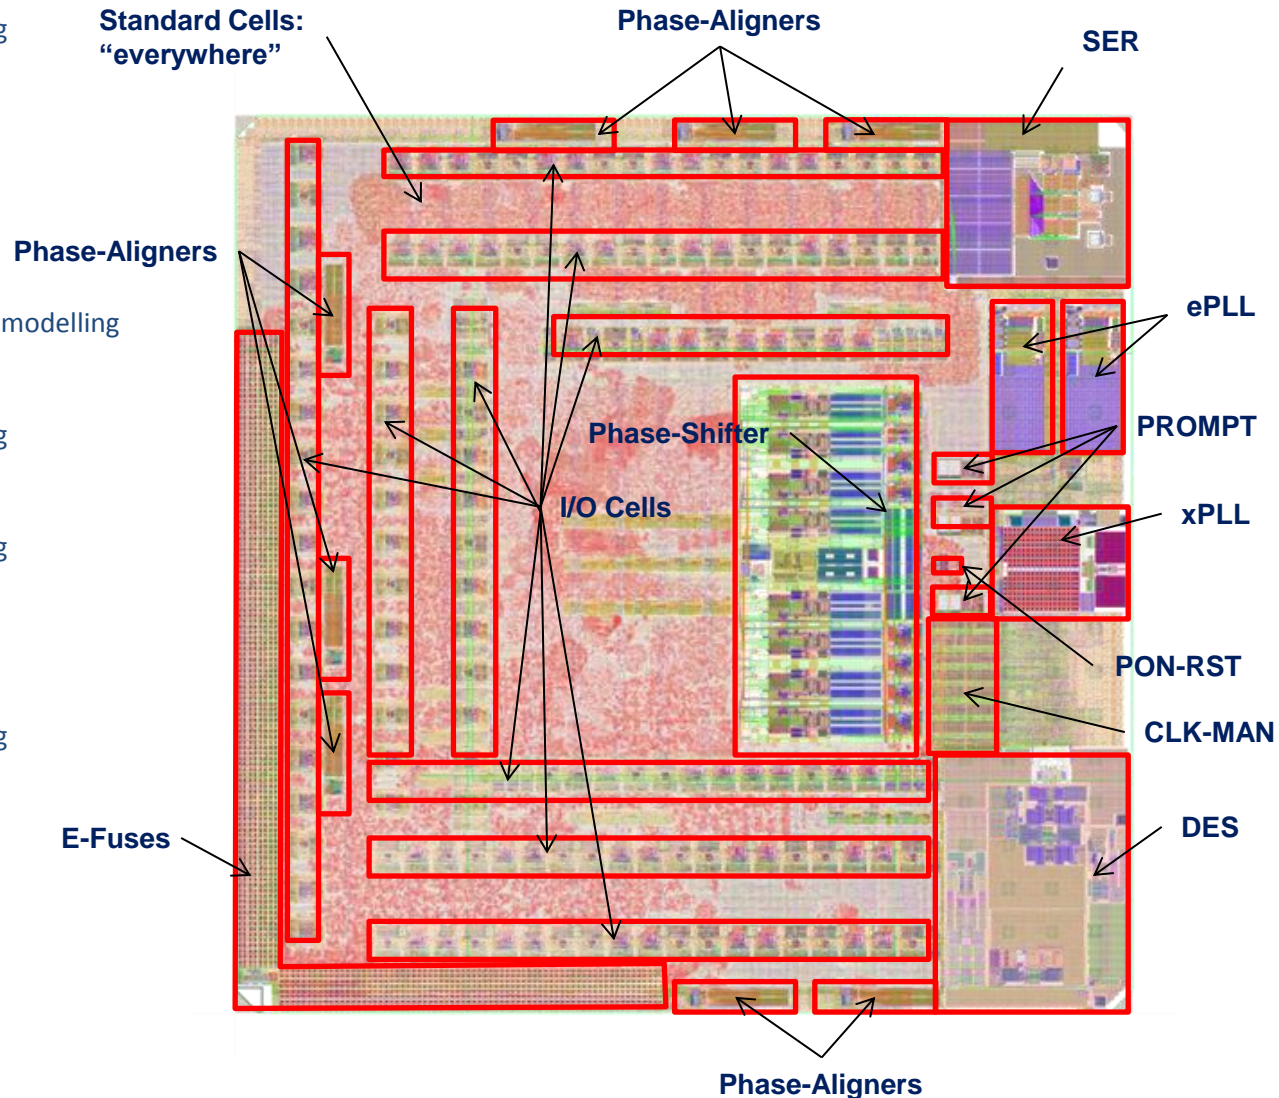 g
Standard Cells:
“everywhere”
Phase-Aligners
SER
Phase-Aligners
modelling
ePLL
g
Phase-Shifter
PROMPT
I/O Cells
xPLL
g
PON-RST
g
CLK-MAN
E-Fuses
DES
Phase-Aligners